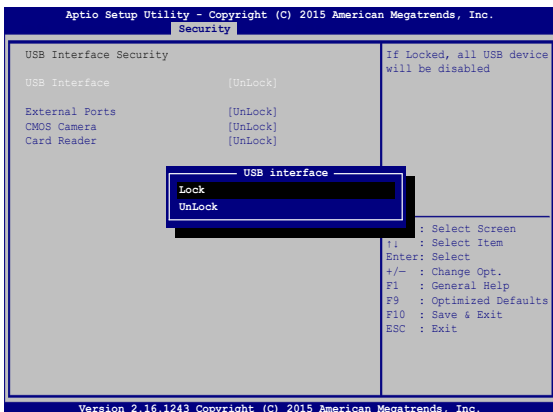 Aptio Setup Utility - Copyright (C) 2015 American Megatrends, Inc.
Security
USB Interface Security
USB Interface [UnLock]
External Ports [UnLock]
CMOS Camera [UnLock]
Card Reader [UnLock]
If Locked, all USB device
will be disabled
USB interface
Lock
UnLock
: Select Screen
↑↓ : Select Item
Enter: Select
+/— : Change Opt.
F1 : General Help
F9 : Optimized Defaults
F10 : Save & Exit
ESC : Exit
Version 2.16.1243 Copyright (C) 2015 American Megatrends, Inc.